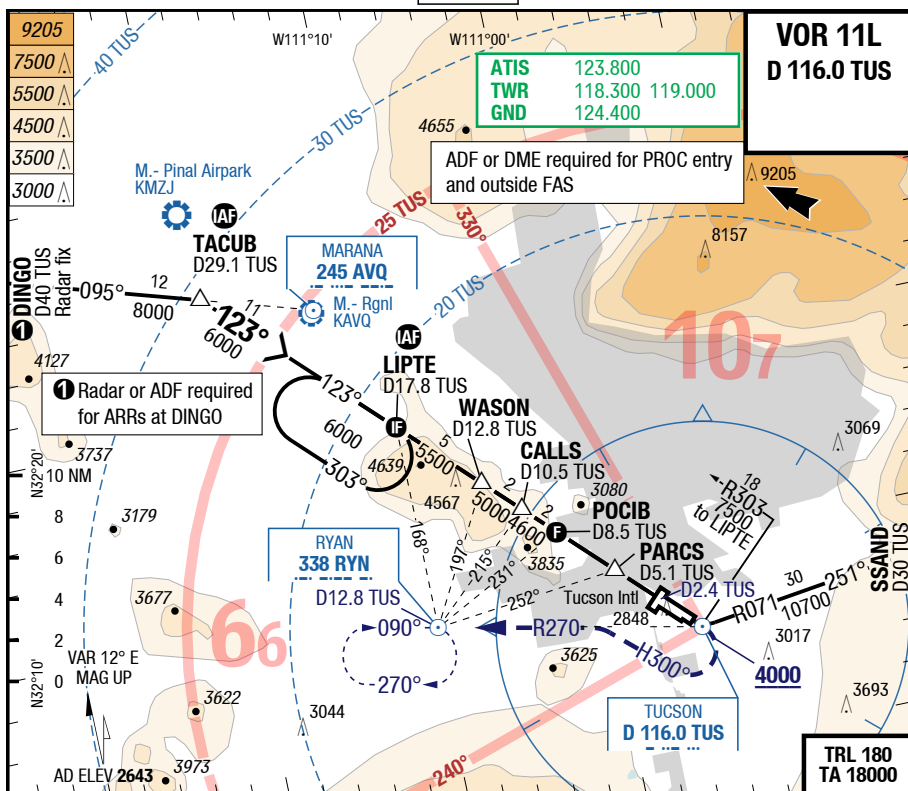 9205
7500
5500
4500
3500
3000
40 TUS
W111°10'
W111°00'
30 TUS
ATIS 123.800
TWR 118.300 119.000
GND 124.400
VOR 11L
D 116.0 TUS
4655
ADF or DME required for PROC entry
and outside FAS
9205
8157
M.- Pinal Airpark
KMZJ
IAF
TACUB
D29.1 TUS
25 TUS
330°
MARANA
245 AVQ
M.- Rgnl
KAVQ
20 TUS
DINGO
D40 TUS
Radar fix
1
095°
12
8000
11
123°
6000
IAF
LIPTE
D17.8 TUS
107
4127
1 Radar or ADF required
for ARRs at DINGO
123°
6000
303°
IF
WASON
D12.8 TUS
5
5500
CALLS
D10.5 TUS
4639
4567
2
5000
2
4600
3080
3069
3737
N32°20'
10 NM
8
6
4
2
0
3179
F
POCIB
D8.5 TUS
3835
18
R303
7500
to LIPTE
SSAND
D30 TUS
RYAN
338 RYN
D12.8 TUS
168°
197°
215°
231°
252°
PARCS
D5.1 TUS
Tucson Intl
D2.4 TUS
2848
R071
30
10700
251°
3677
66
090°
270°
R270
H300°
3625
3017
4000
N32°10'
VAR 12° E
MAG UP
3622
3044
3693
TUCSON
D 116.0 TUS
3973
AD ELEV 2643
240°
TRL 180
TA 18000